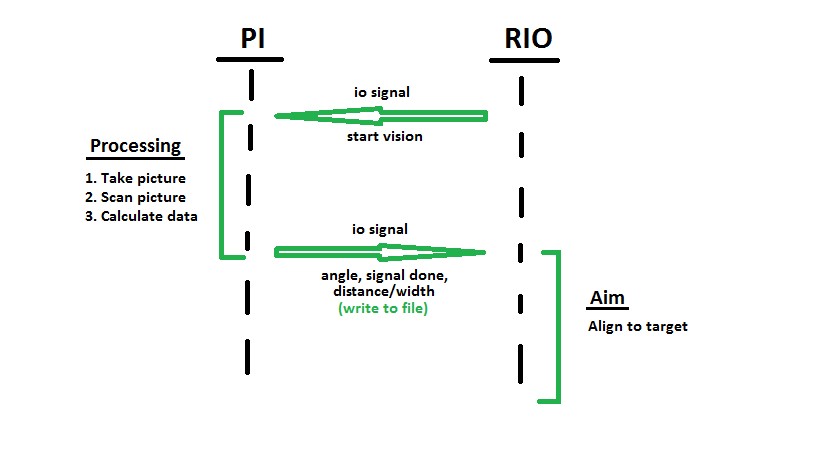 PI
RIO
io signal
start vision
Processing
1. Take picture
2. Scan picture
3. Calculate data
io signal
angle, signal done,
distance/width
(write to file)
Aim
Align to target